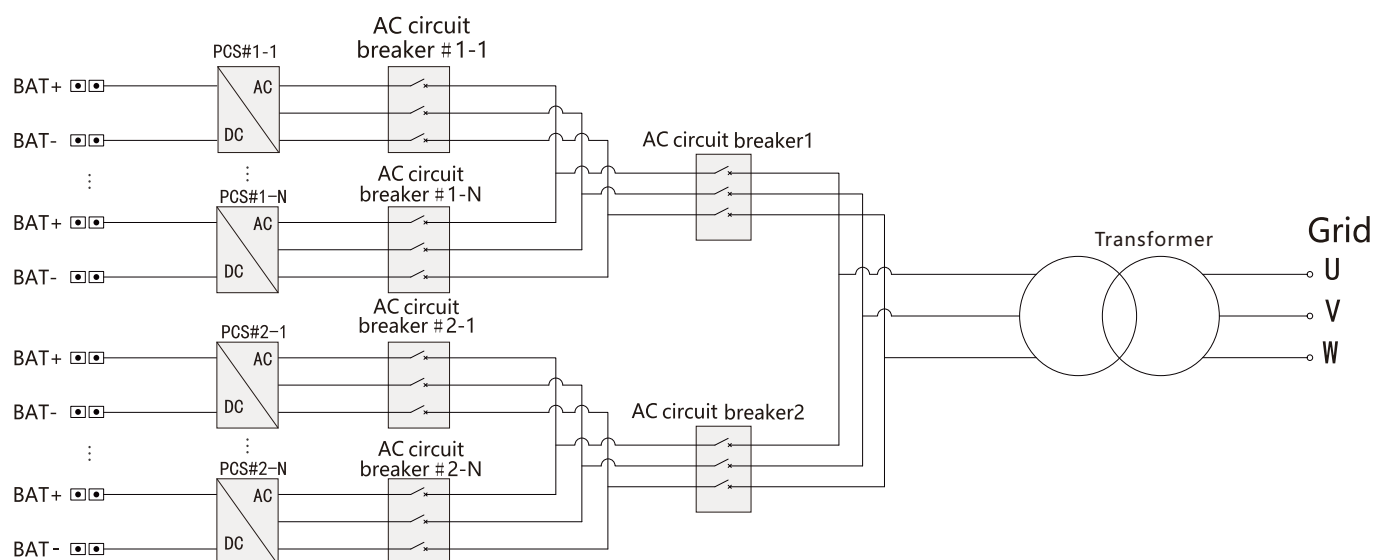 AC circuit
breaker #1-1
PCS#1-1
BAT+
AC
DC
BAT-
AC circuit
breaker #1-N
PCS#1-N
BAT+
AC
DC
BAT-
AC circuit breaker1
AC circuit
breaker #2-1
PCS#2-1
BAT+
AC
DC
BAT-
AC circuit
breaker #2-N
PCS#2-N
BAT+
AC
DC
BAT-
AC circuit breaker2
Transformer
Grid
U
V
W